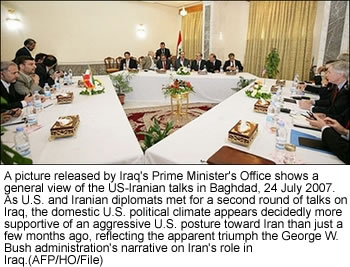 A picture released by Iraq's Prime Minister's Office shows a
general view of the US-Iranian talks in Baghdad, 24 July 2007.
As U.S. and Iranian diplomats met for a second round of talks on
Iraq, the domestic U.S. political climate appears decidedly more
supportive of an aggressive U.S. posture toward Iran than just a
few months ago, reflecting the apparent triumph the George W.
Bush administration's narrative on Iran's role in
Iraq.(AFP/HO/File)